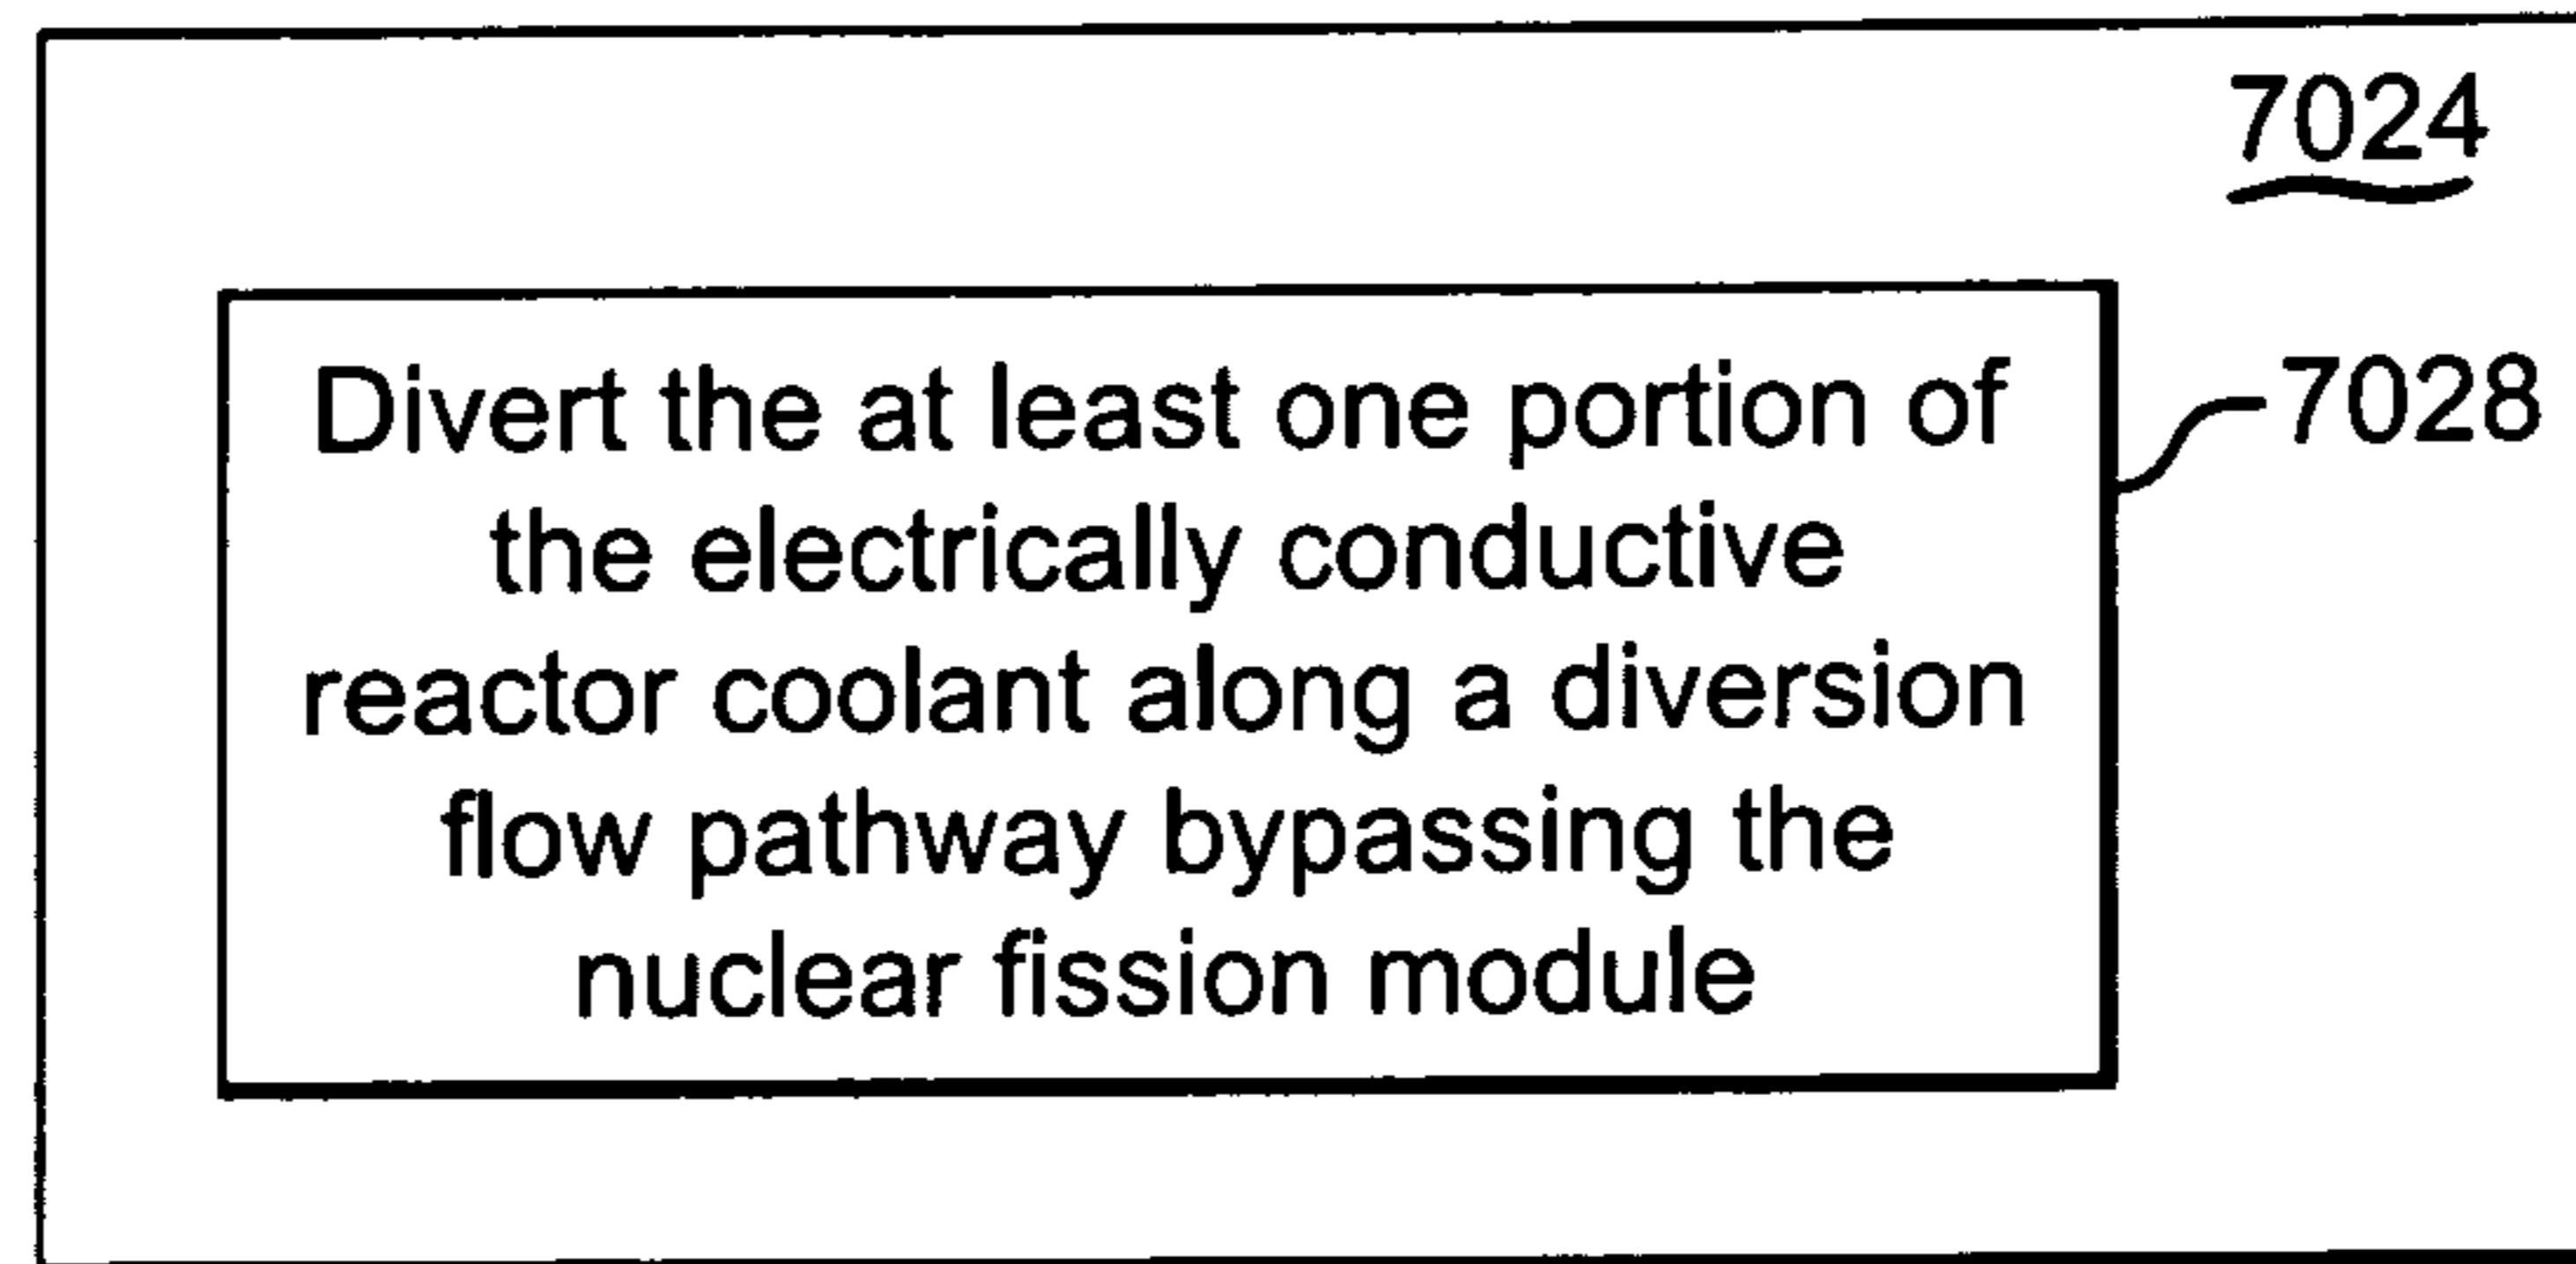 7024
Divert the at least one portion of
the electrically conductive
reactor coolant along a diversion
flow pathway bypassing the
nuclear fission module
7028